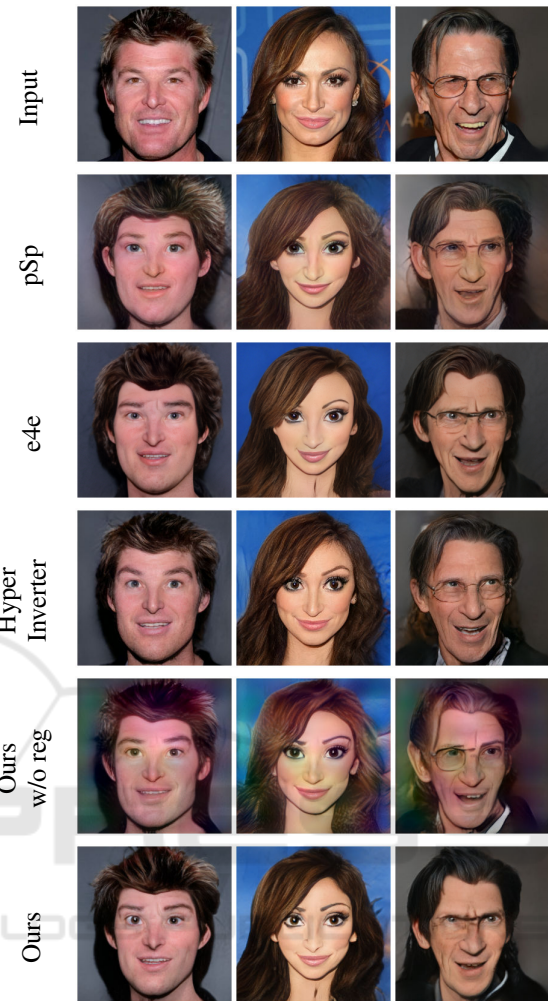 Input
pSp
e4e
Hyper
Inverter
Ours
w/o reg
Ours